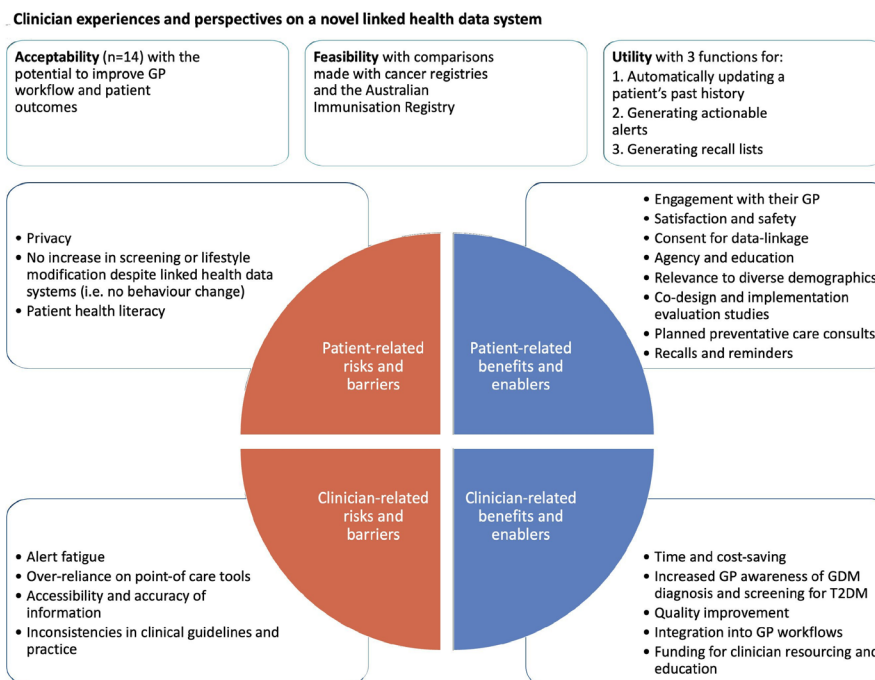 Clinician experiences and perspectives on a novel linked health data system
Acceptability (n=14) with the
potential to improve GP
workflow and patient
outcomes
Feasibility with comparisons
made with cancer registries
and the Australian
Immunisation Registry
Utility with 3 functions for:
1. Automatically updating a
patient's past history
2. Generating actionable
alerts
3. Generating recall lists
• Privacy
• No increase in screening or lifestyle
modification despite linked health data
systems (i.e. no behaviour change)
• Patient health literacy
• Engagement with their GP
• Satisfaction and safety
• Consent for data-linkage
• Agency and education
• Relevance to diverse demographics
• Co-design and implementation
evaluation studies
• Planned preventative care consults
• Recalls and reminders
Patient-related
risks and
barriers
Patient-related
benefits and
enablers
Clinician-related
risks and
barriers
Clinician-related
benefits and
enablers
• Alert fatigue
• Over-reliance on point-of care tools
• Accessibility and accuracy of
information
• Inconsistencies in clinical guidelines and
practice
• Time and cost-saving
• Increased GP awareness of GDM
diagnosis and screening for T2DM
• Quality improvement
• Integration into GP workflows
• Funding for clinician resourcing and
education